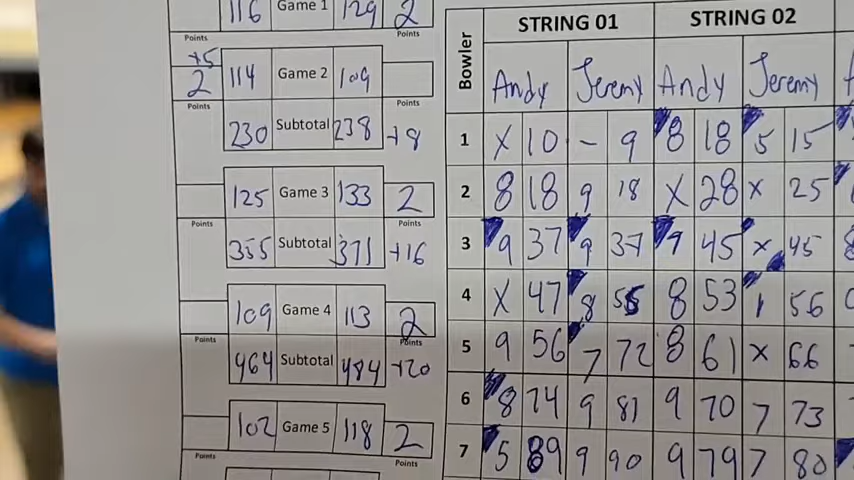 116 Game 1 129 2
Points Points
+5
2 114 Game 2 109
Points Points
230 Subtotal 238 +8
125 Game 3 133 2
Points Points
355 Subtotal 371 +16
109 Game 4 113 2
Points Points
464 Subtotal 484 +20
102 Game 5 118 2
Points Points
Bowler STRING 01 STRING 02
Andy Jeremy Andy Jeremy
1 X 10 - 9 8 18 5 15
2 8 18 9 18 X 28 X 25
3 9 37 9 37 9 45 X 45
4 X 47 8 8 53 1 56
5 9 56 7 72 8 61 X 66
6 8 74 9 81 9 70 7 73
7 5 89 9 90 9 79 7 80